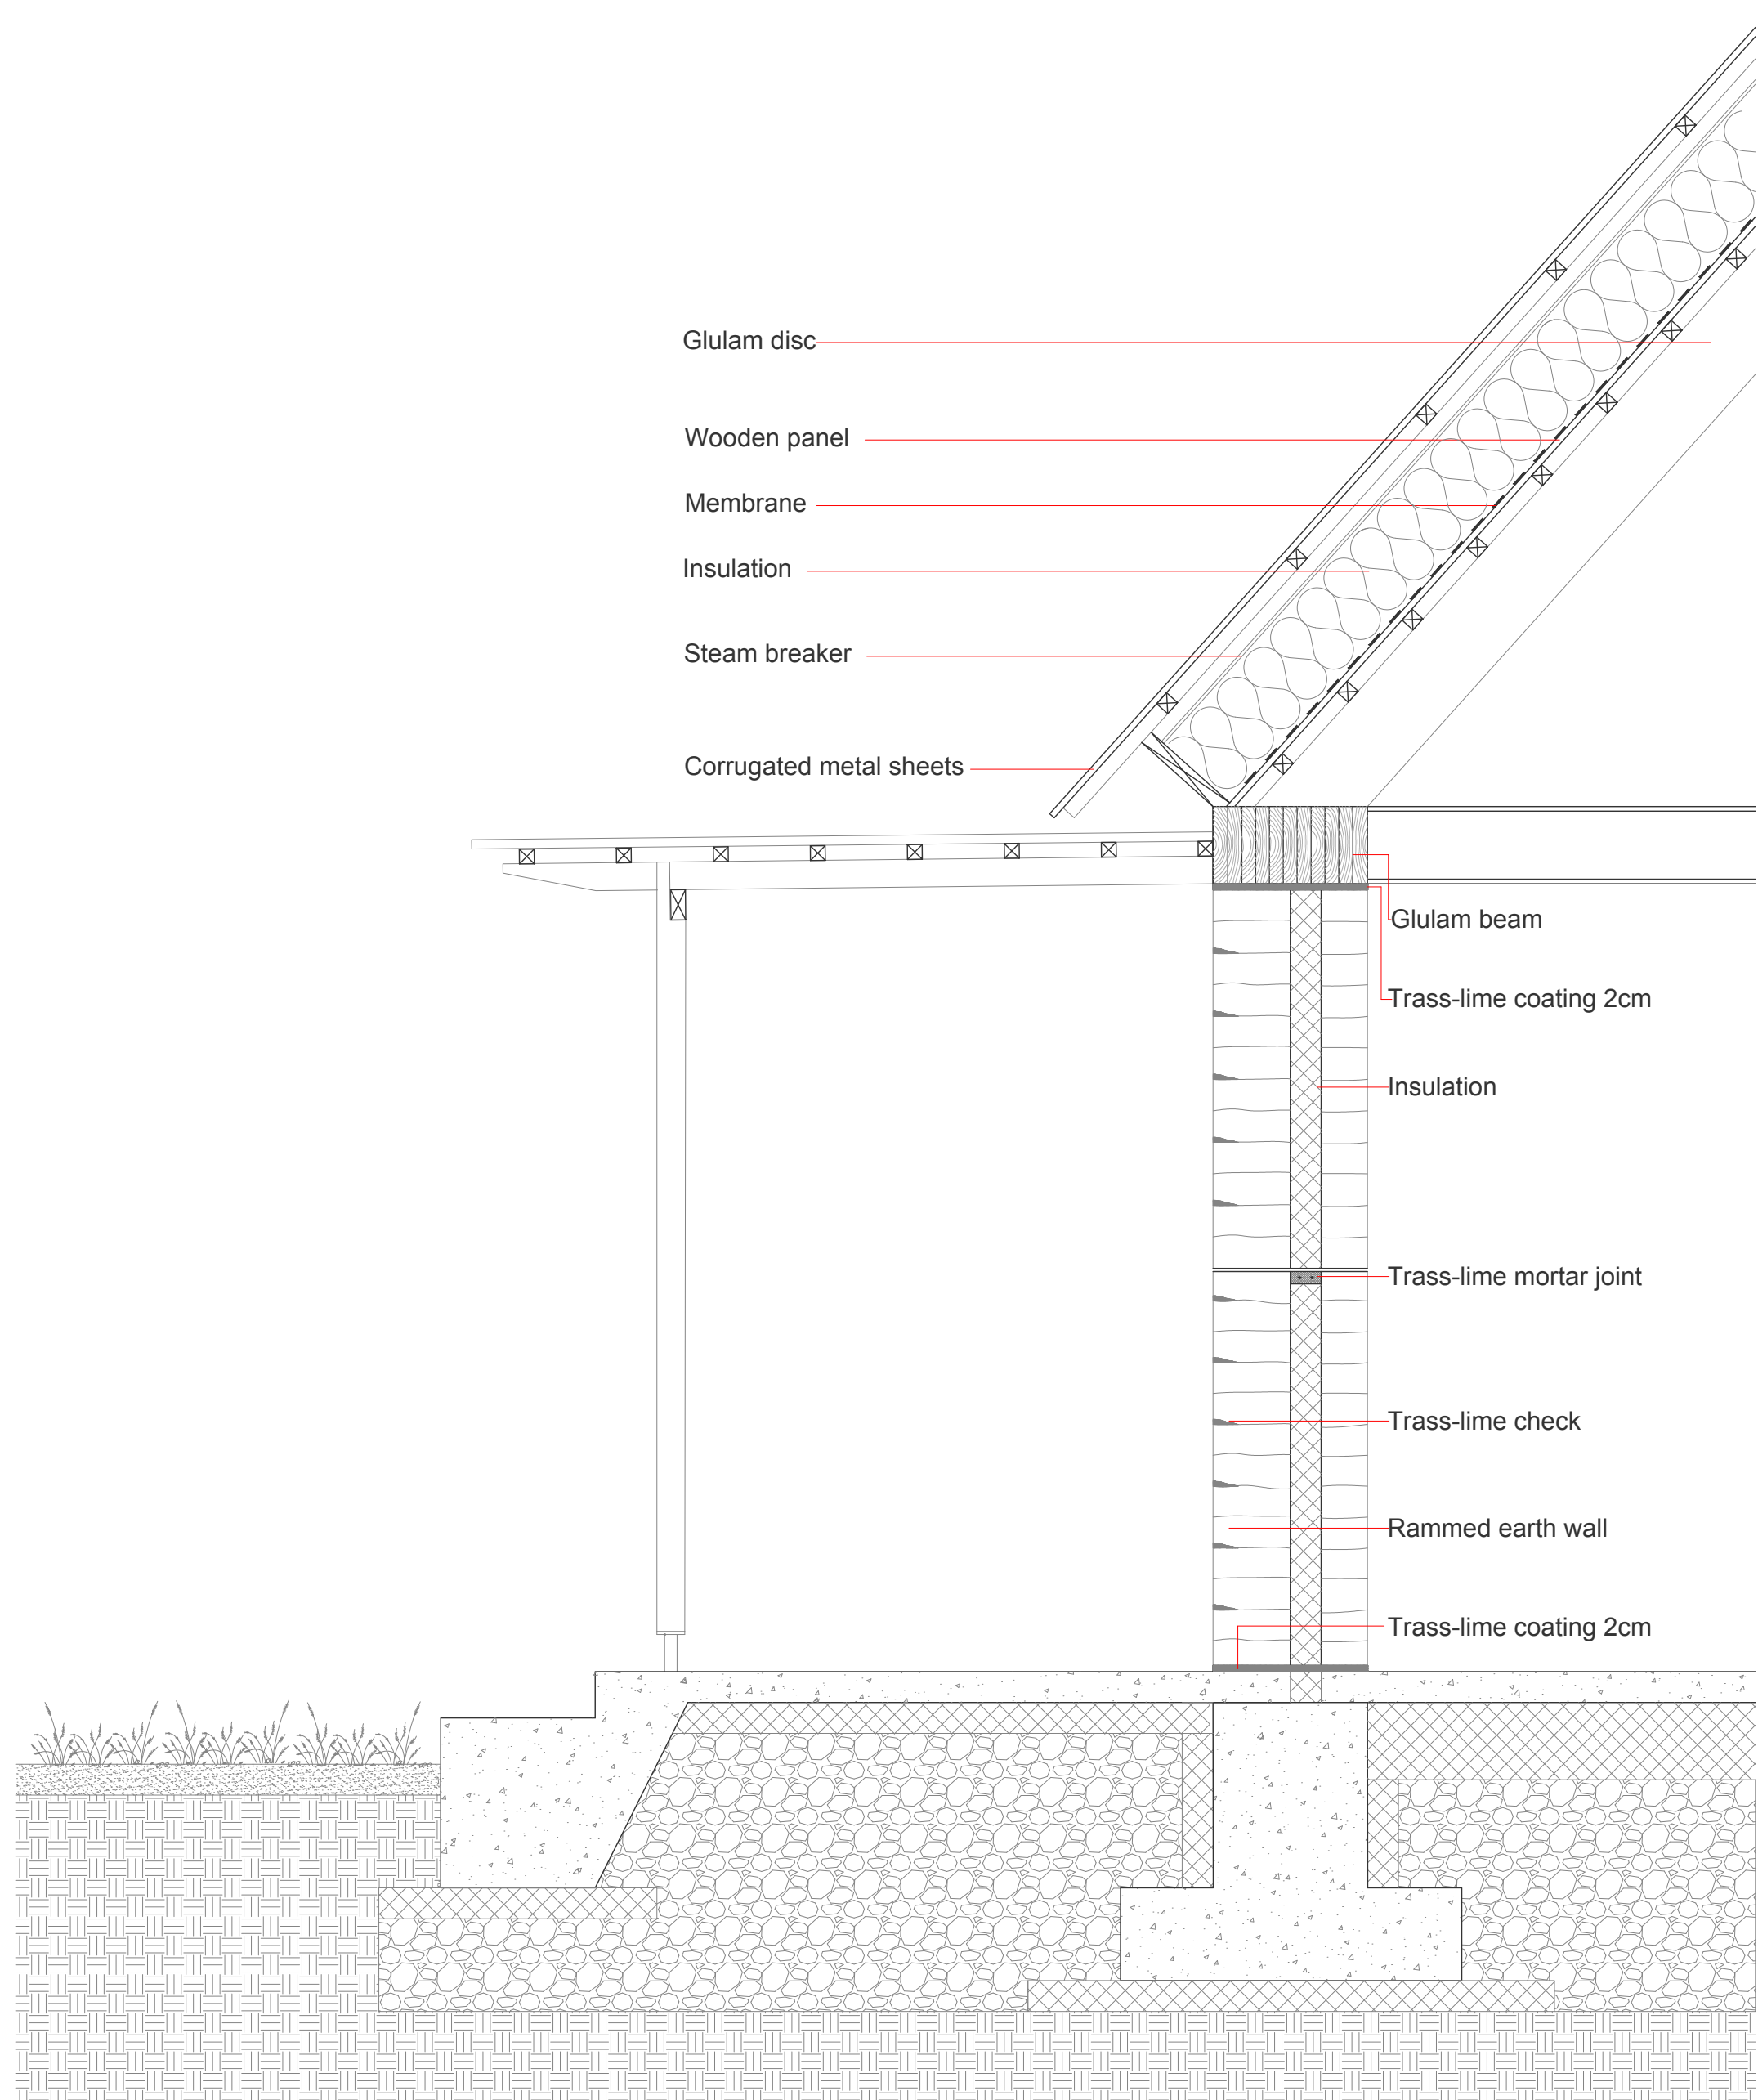 Glulam disc
Wooden panel
Membrane
Insulation
Steam breaker
Corrugated metal sheets
Glulam beam
Trass-lime coating 2cm
Insulation
Trass-lime mortar joint
Trass-lime check
Rammed earth wall
Trass-lime coating 2cm